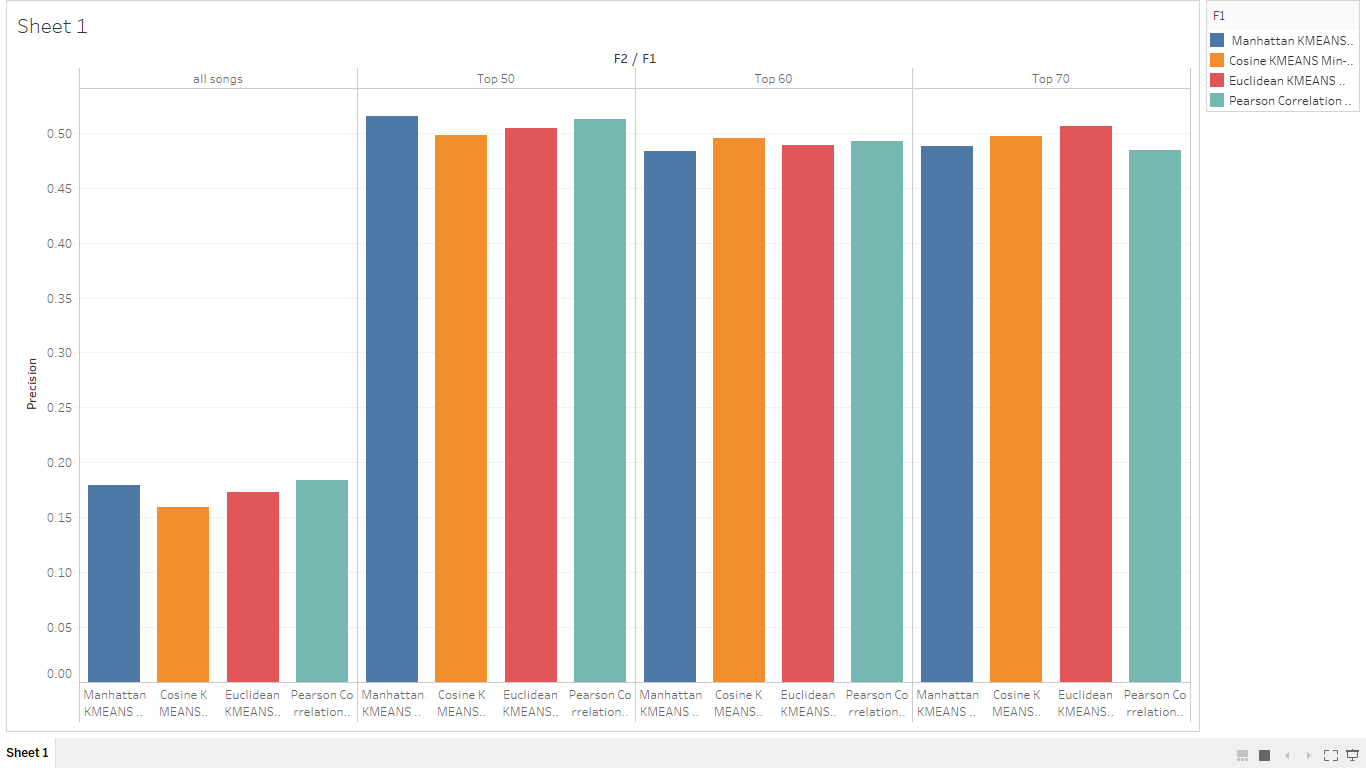 Sheet 1
F2 / F1
all songs Top 50 Top 60 Top 70
Precision
0.50
0.45
0.40
0.35
0.30
0.25
0.20
0.15
0.10
0.05
0.00
Manhattan Cosine K Euclidean Pearson Co Manhattan Cosine K Euclidean Pearson Co Manhattan Cosine K Euclidean Pearson Co Manhattan Cosine K Euclidean Pearson Co
KMEANS .. MEANS.. KMEANS.. rrelation.. KMEANS .. MEANS.. KMEANS.. rrelation.. KMEANS .. MEANS.. KMEANS.. rrelation.. KMEANS .. MEANS.. KMEANS.. rrelation..
F1
Manhattan KMEANS..
Cosine KMEANS Min-..
Euclidean KMEANS ..
Pearson Correlation ..
Sheet 1